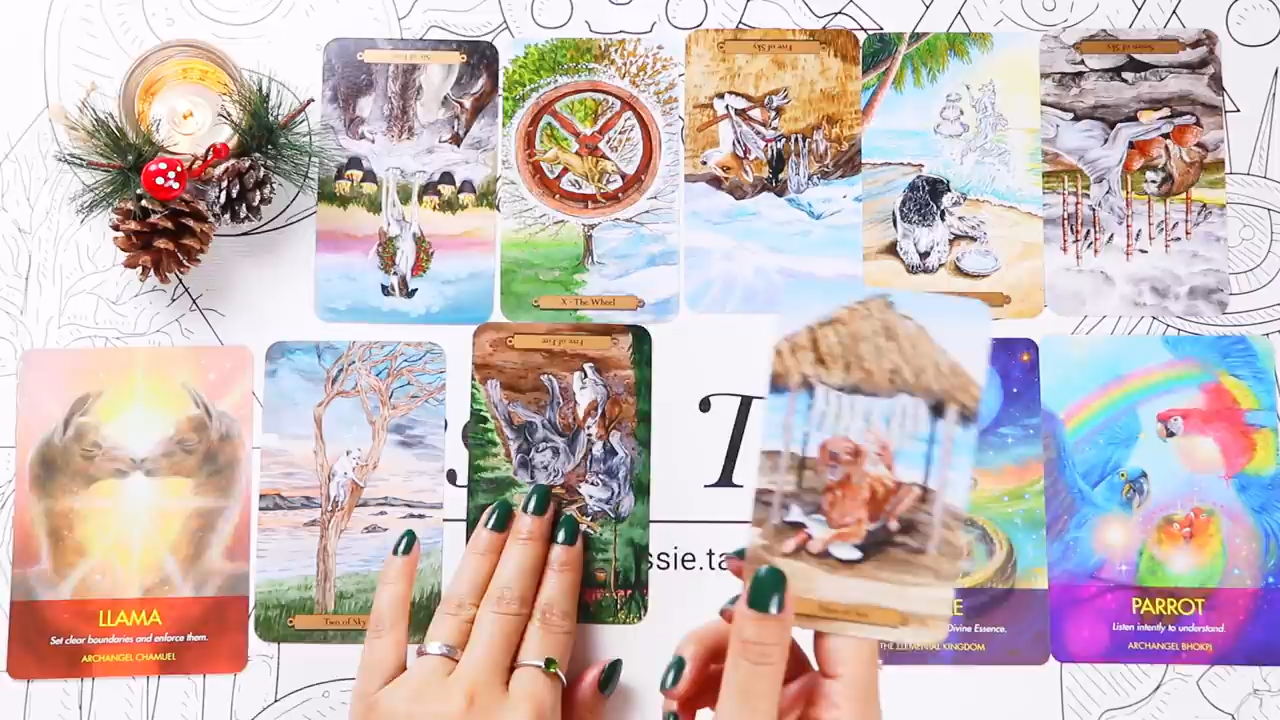 Five of Sky
X - The Wheel
Five of Fire
T
ssie.ta
LLAMA
Set clear boundaries and enforce them.
ARCHANGEL CHAMUEL
Two of Sky
E
Divine Essence.
THE ELEMENTAL KINGDOM
PARROT
Listen intently to understand.
ARCHANGEL BHOKPI